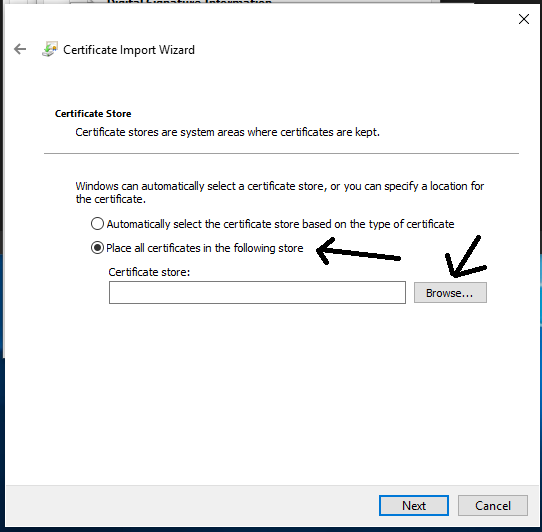 Digital Signature Information
Certificate Import Wizard
Certificate Store
Certificate stores are system areas where certificates are kept.
Windows can automatically select a certificate store, or you can specify a location for
the certificate.
Automatically select the certificate store based on the type of certificate
Place all certificates in the following store
Certificate store:
Browse...
Next
Cancel